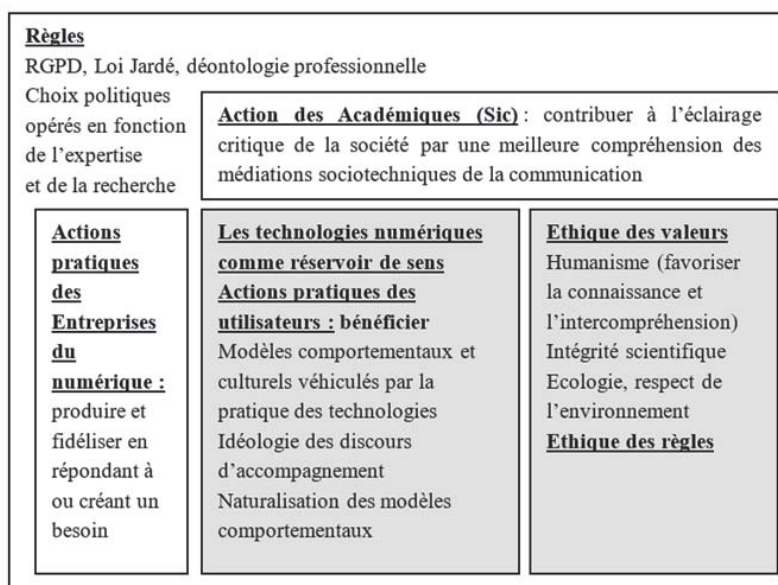 Règles
RGPD, Loi Jardé, déontologie professionnelle
Choix politiques
opérés en fonction
de l’expertise
et de la recherche
Action des Académiques (Sic) : contribuer à l’éclairage
critique de la société par une meilleure compréhension des
médiations sociotechniques de la communication
Actions
pratiques
des
Entreprises
du
numérique :
produire et
fidéliser en
répondant à
ou créant un
besoin
Les technologies numériques
comme réservoir de sens
Actions pratiques des
utilisateurs : bénéficier
Modèles comportementaux et
culturels véhiculés par la
pratique des technologies
Idéologie des discours
d’accompagnement
Naturalisation des modèles
comportementaux
Ethique des valeurs
Humanisme (favoriser
la connaissance et
l’intercompréhension)
Intégrité scientifique
Ecologie, respect de
l’environnement
Ethique des règles